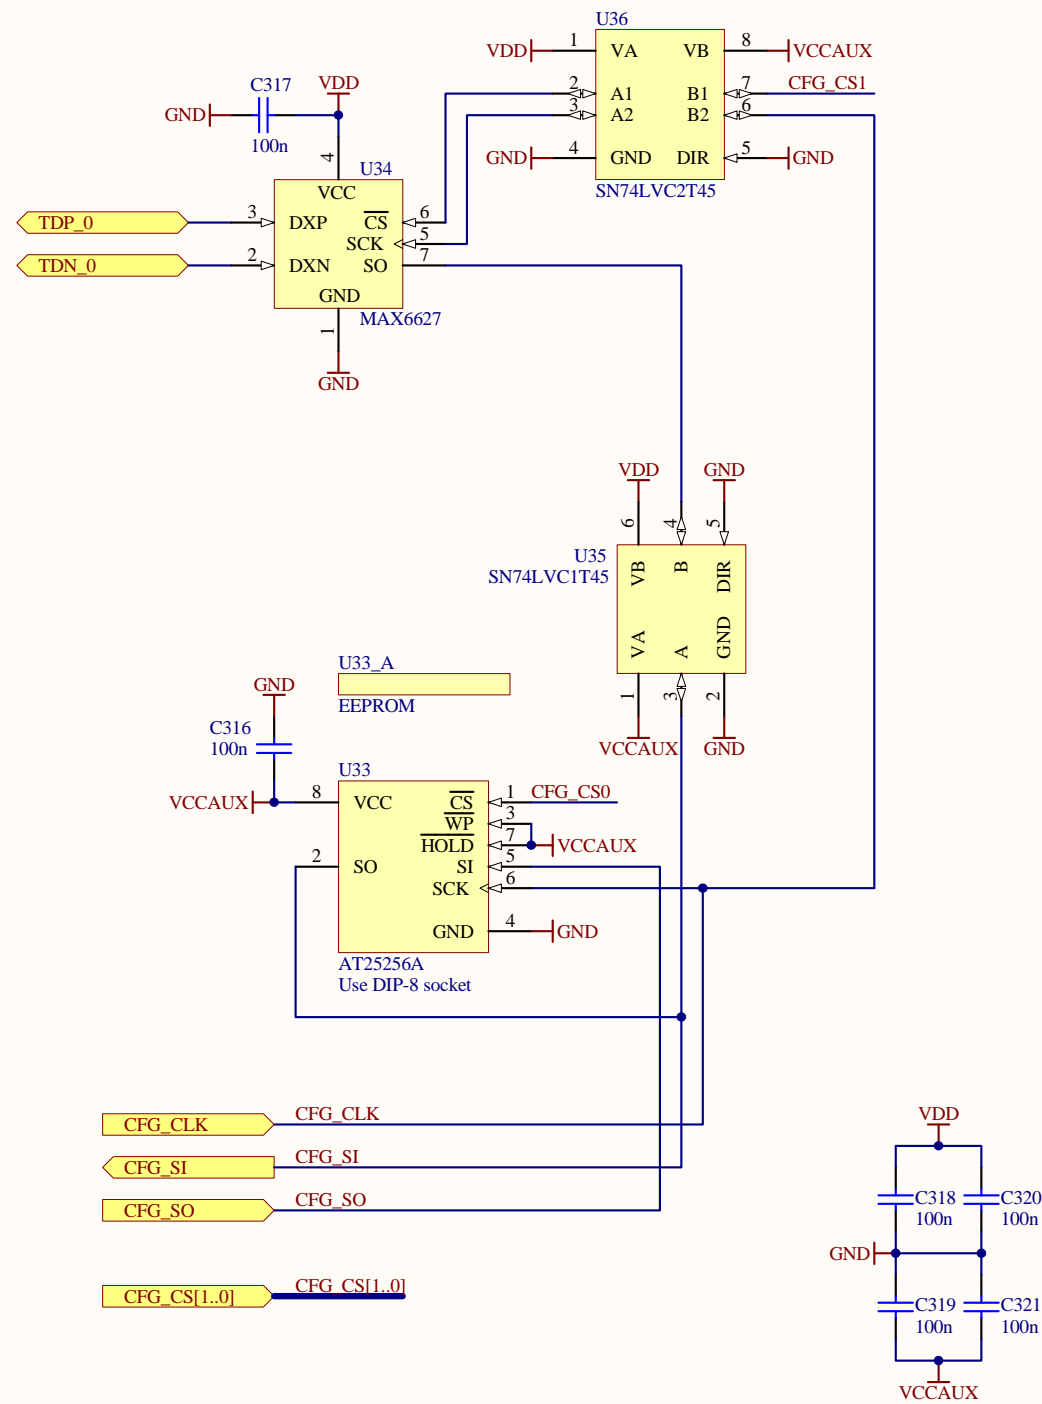 U36
VDD 1 VA VB 8 VCCAUX
2 A1 B1 7 CFG_CS1
3 A2 B2 6
GND 4 GND DIR 5 GND
SN74LVC2T45
C317 VDD
GND
100n
4
U34
VCC
TDP_0 3 DXP CS 6
SCK 5
TDN_0 2 DXN SO 7
GND
MAX6627
1
GND
VDD GND
6 4 5
U35
SN74LVC1T45
VB B DIR
VA A GND
1 3 2
VCCAUX GND
U33_A
EEPROM
GND
C316
100n
U33
VCCAUX 8 VCC CS 1 CFG_CS0
WP 3
HOLD 7 VCCAUX
2 SO SI 5
SCK 6
GND 4 GND
AT25256A
Use DIP-8 socket
CFG_CLK CFG_CLK
CFG_SI CFG_SI
CFG_SO CFG_SO
CFG_CS[1..0] CFG_CS[1..0]
VDD
C318 C320
100n 100n
GND
C319 C321
100n 100n
VCCAUX